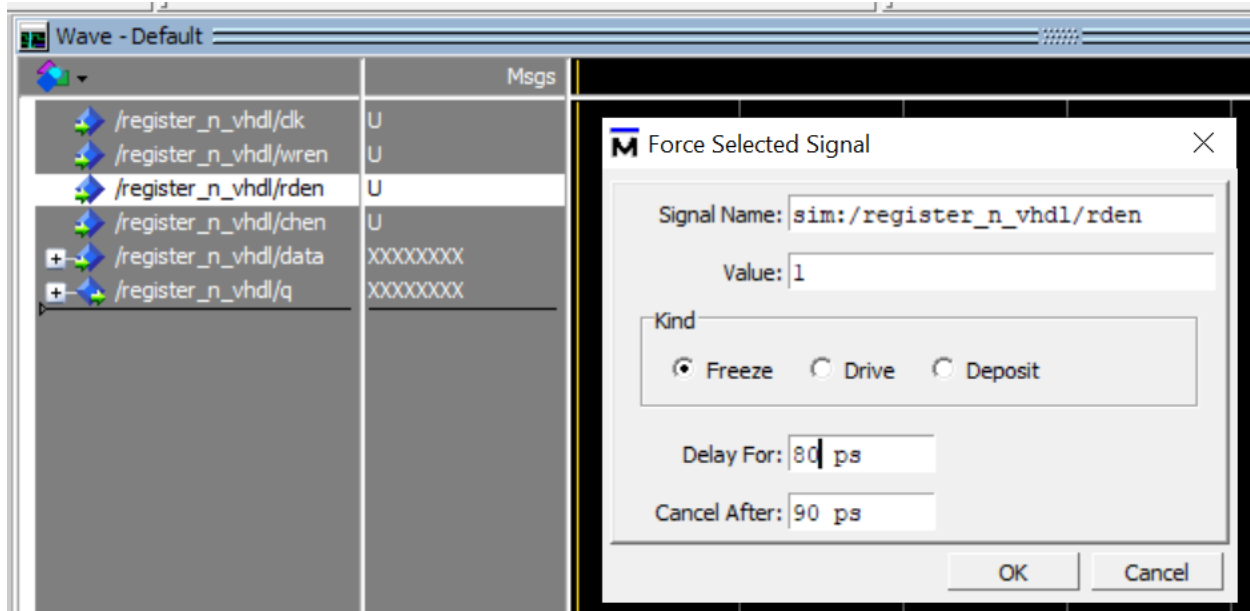 Wave - Default
Msgs
/register_n_vhdl/clk U
/register_n_vhdl/wren U
/register_n_vhdl/rden U
/register_n_vhdl/chen U
/register_n_vhdl/data XXXXXXXX
/register_n_vhdl/q XXXXXXXX
M Force Selected Signal
Signal Name: sim:/register_n_vhdl/rden
Value: 1
Kind
Freeze Drive Deposit
Delay For: 80 ps
Cancel After: 90 ps
OK Cancel